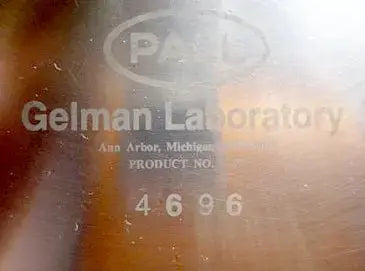 PALL
Gelman Laboratory
Ann Arbor, Michigan,
PRODUCT NO.
4696